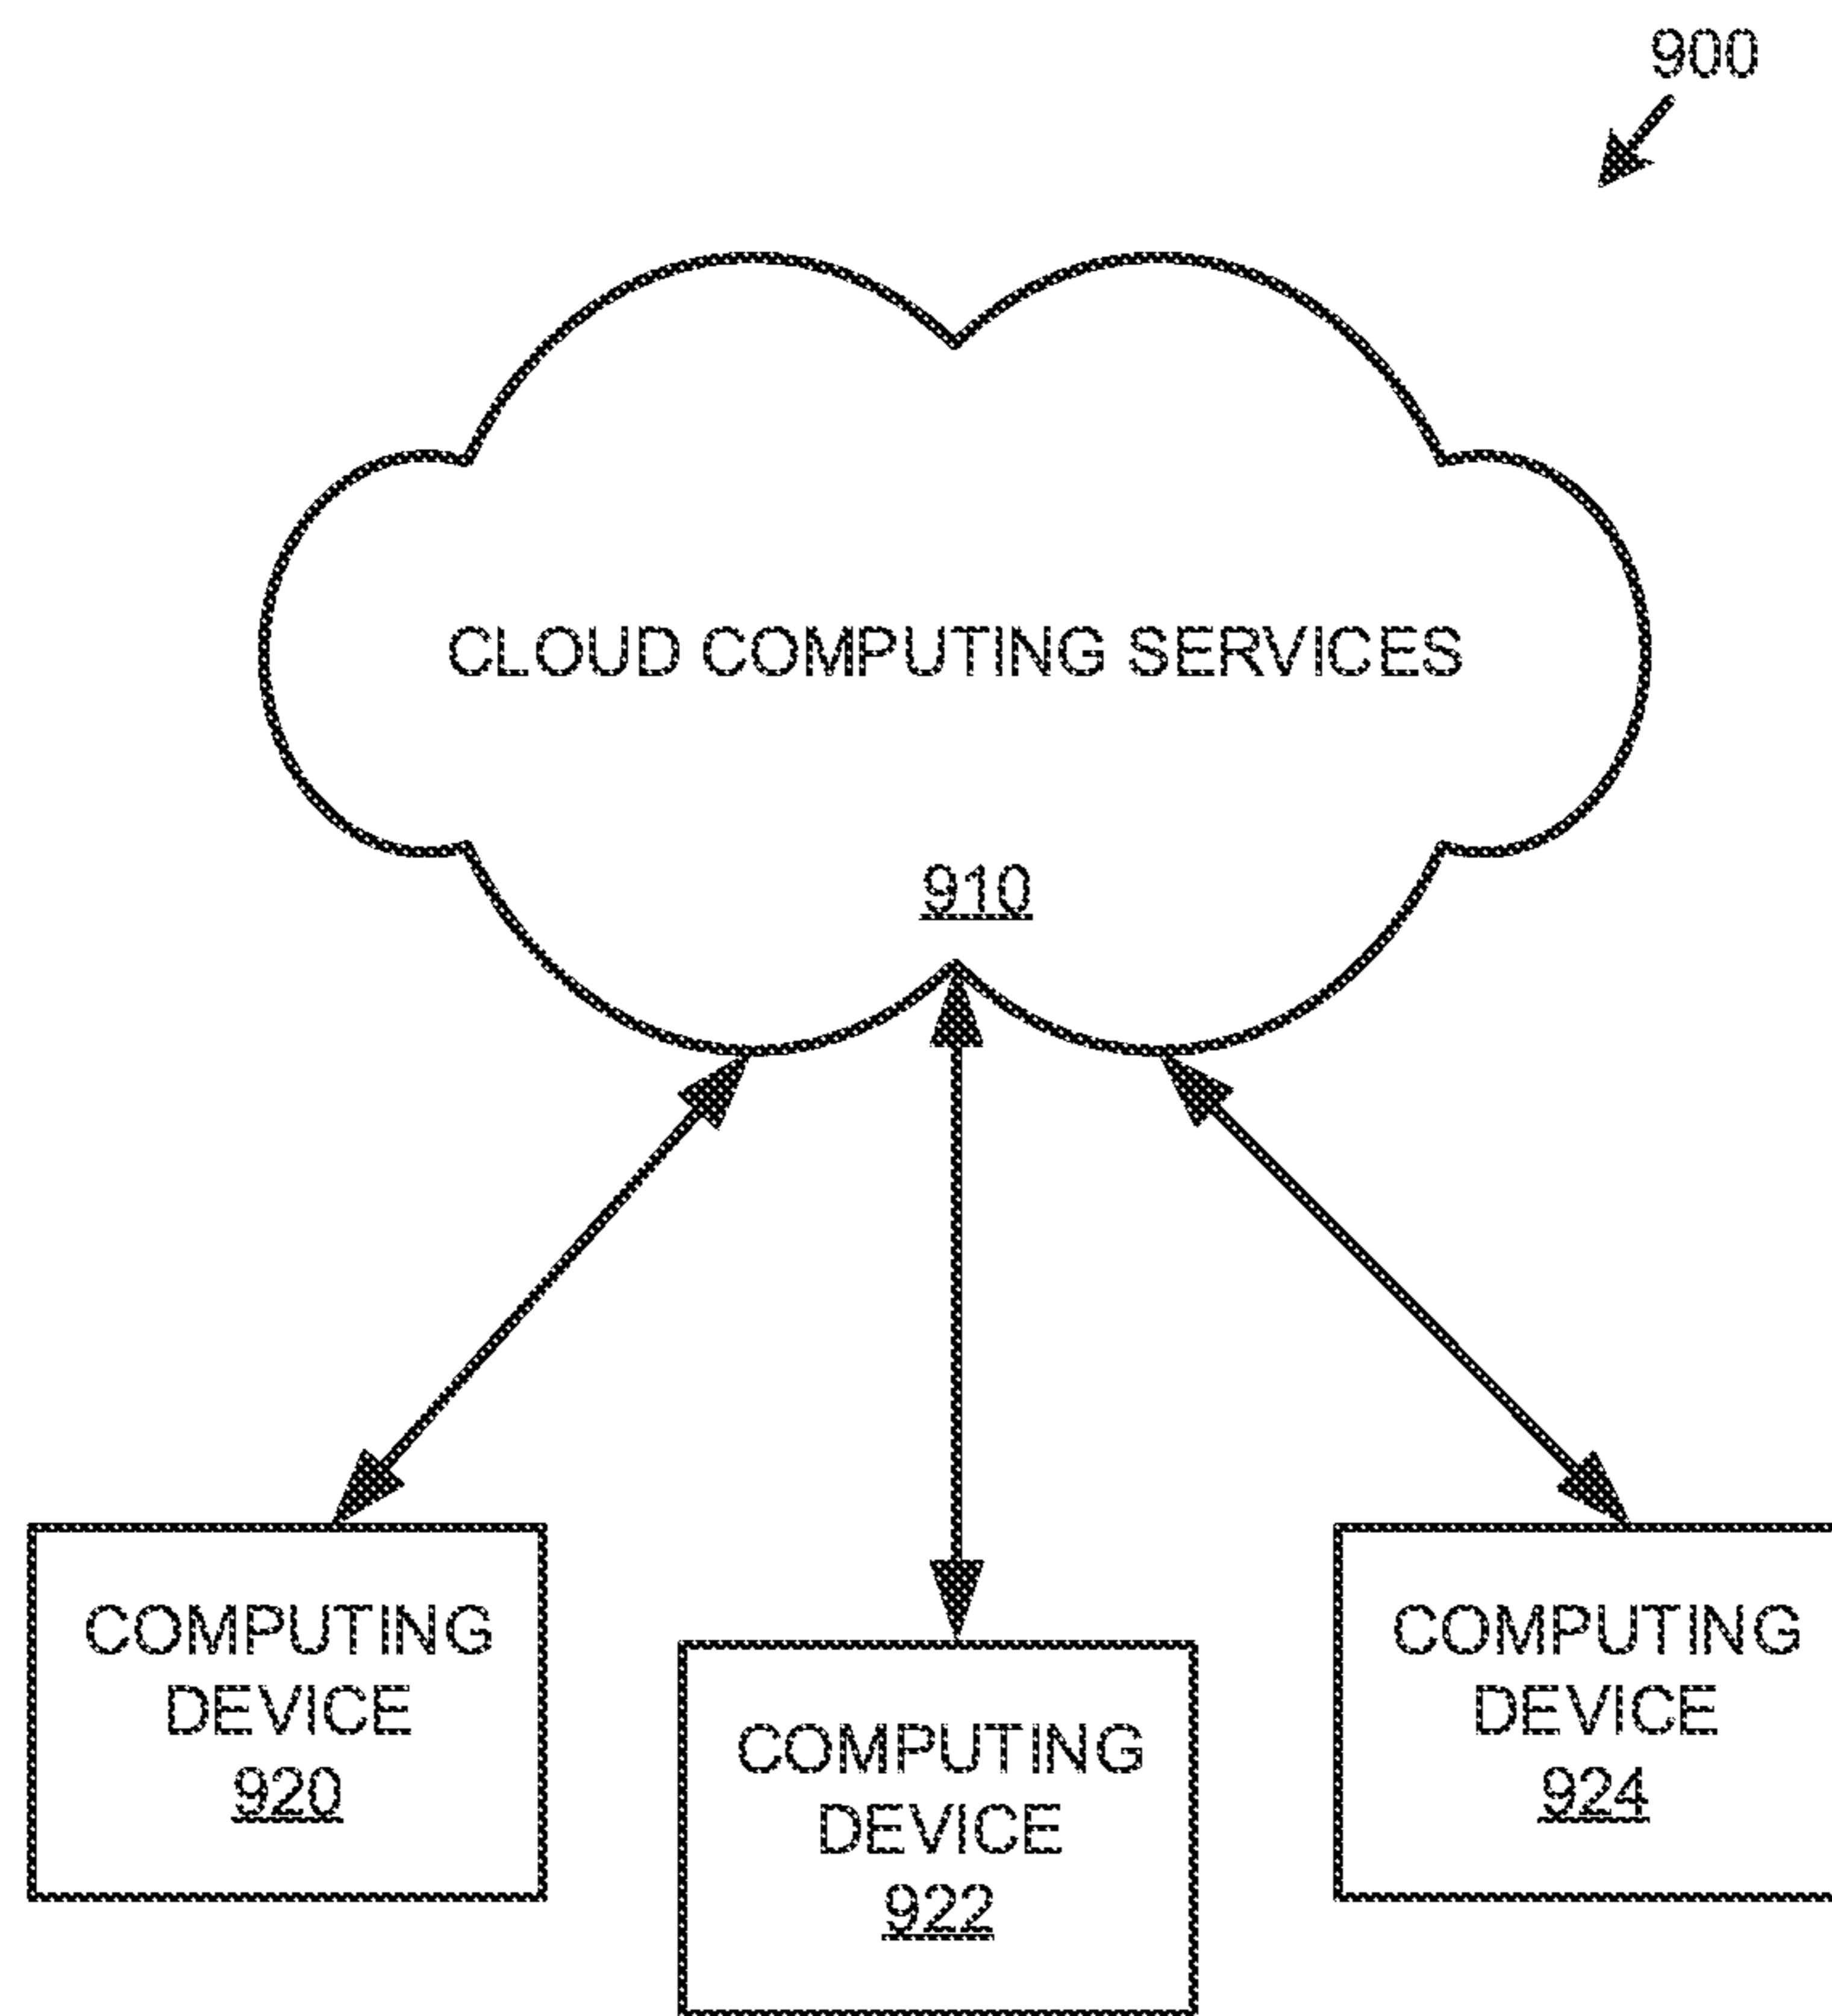 900
CLOUD COMPUTING SERVICES
910
COMPUTING
DEVICE
920
COMPUTING
DEVICE
922
COMPUTING
DEVICE
924